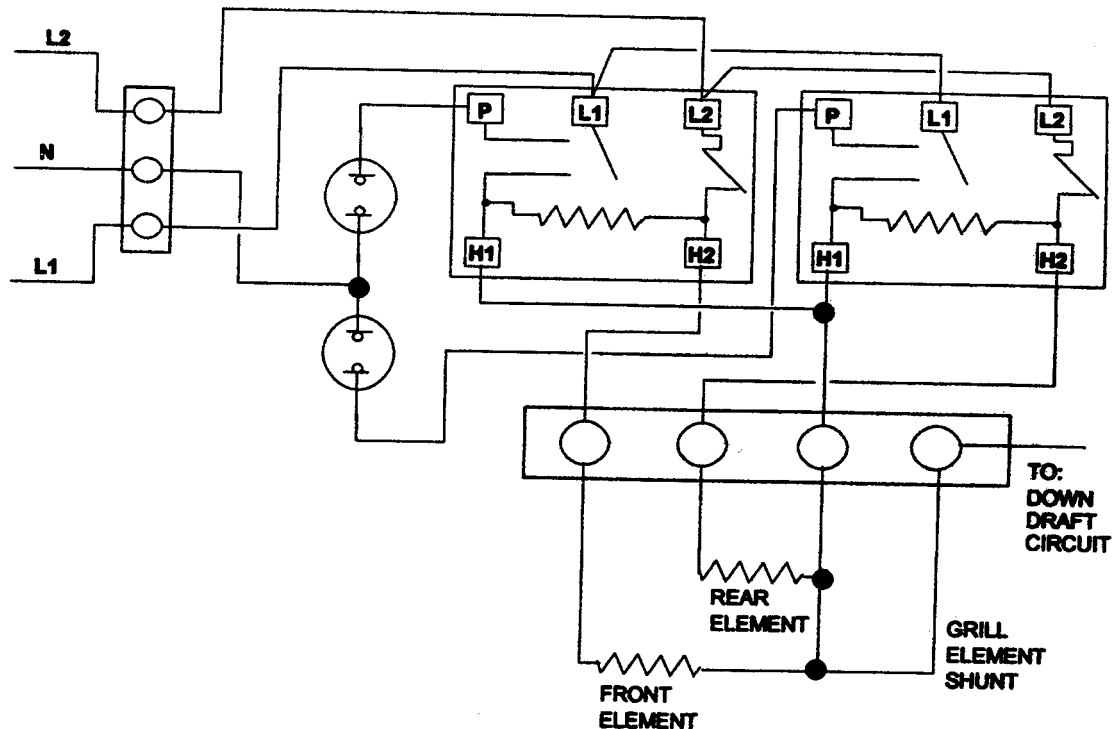 L2
N
L1
P
L1
L2
H1
H2
P
L1
L2
H1
H2
TO:
DOWN
DRAFT
CIRCUIT
REAR
ELEMENT
GRILL
ELEMENT
SHUNT
FRONT
ELEMENT